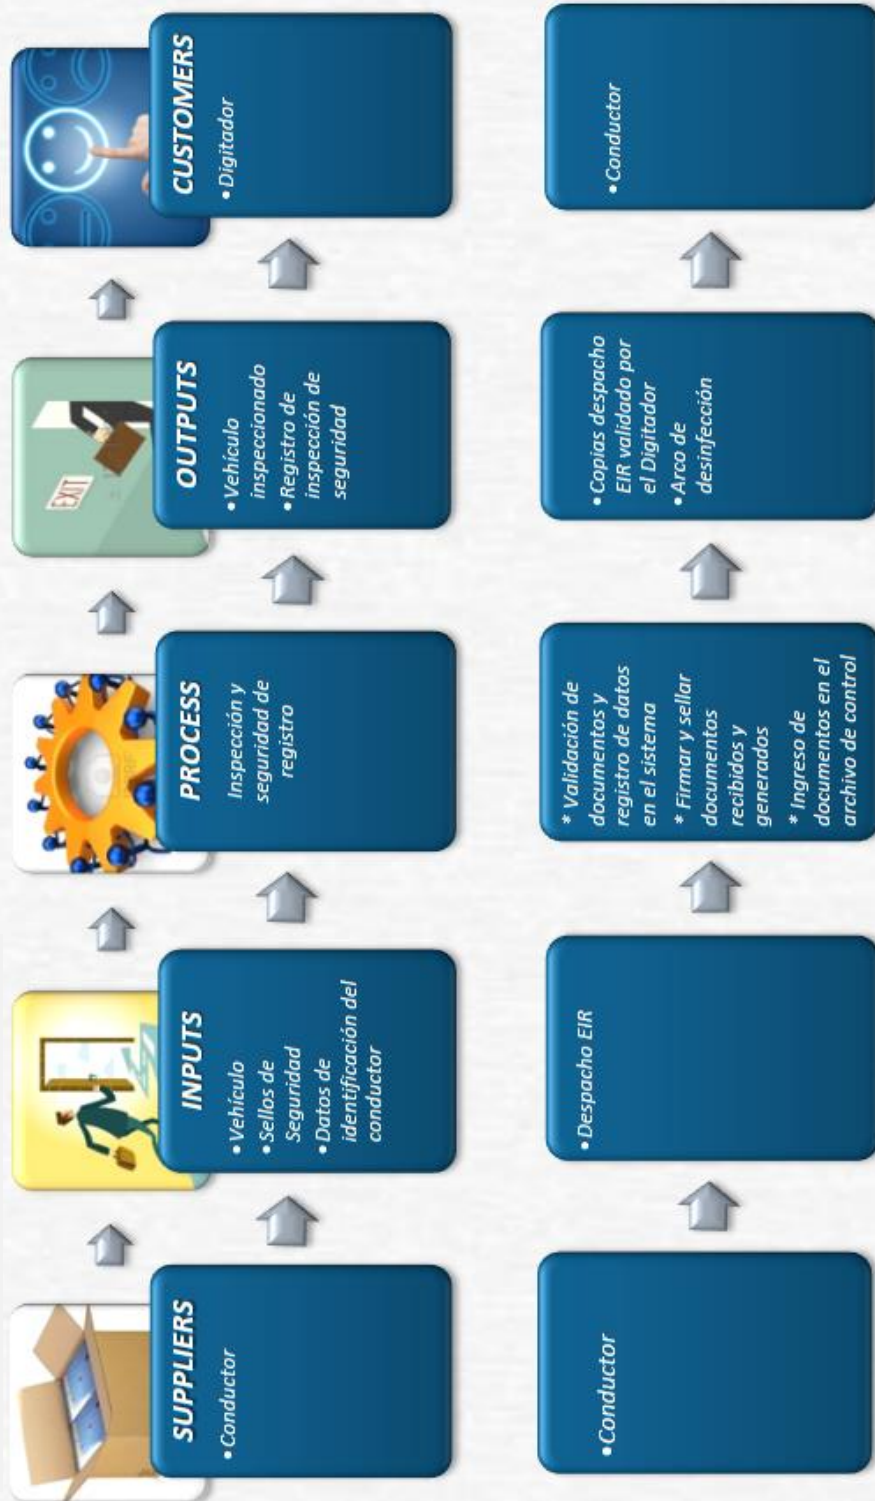 SUPPLIERS
•Conductor
INPUTS
•Vehículo
•Sellos de
Seguridad
•Datos de
identificación del
conductor
PROCESS
Inspección y
seguridad de
registro
EXIT
OUTPUTS
•Vehículo
inspeccionado
•Registro de
inspección de
seguridad
CUSTOMERS
•Digitador
•Conductor
•Despacho EIR
* Validación de
documentos y
registro de datos
en el sistema
* Firmar y sellar
documentos
recibidos y
generados
* Ingreso de
documentos en el
archivo de control
•Copias despacho
EIR validado por
el Digitador
•Arco de
desinfección
•Conductor